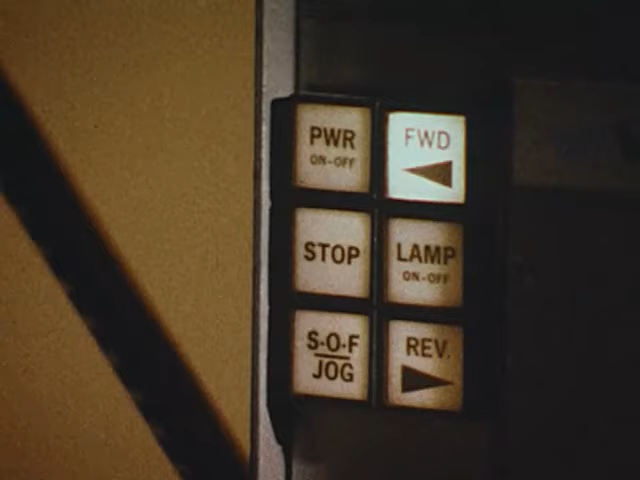 PWR
ON-OFF
FWD
STOP
LAMP
ON-OFF
S·O·F
JOG
REV.